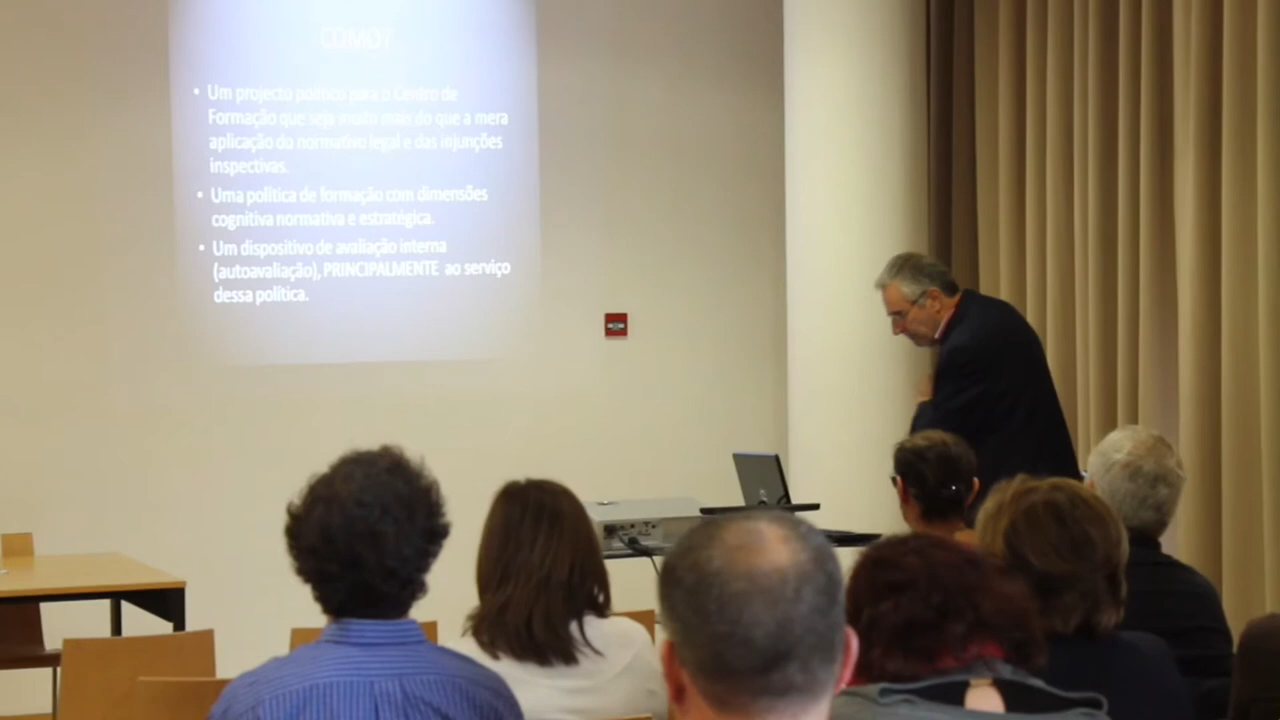 COMO?
• Um projecto político para o Centro de
Formação que seja muito mais do que a mera
aplicação do normativo legal e das injunções
inspectivas.
• Uma política de formação com dimensões
cognitiva normativa e estratégica.
• Um dispositivo de avaliação interna
(autoavaliação), PRINCIPALMENTE ao serviço
dessa política.